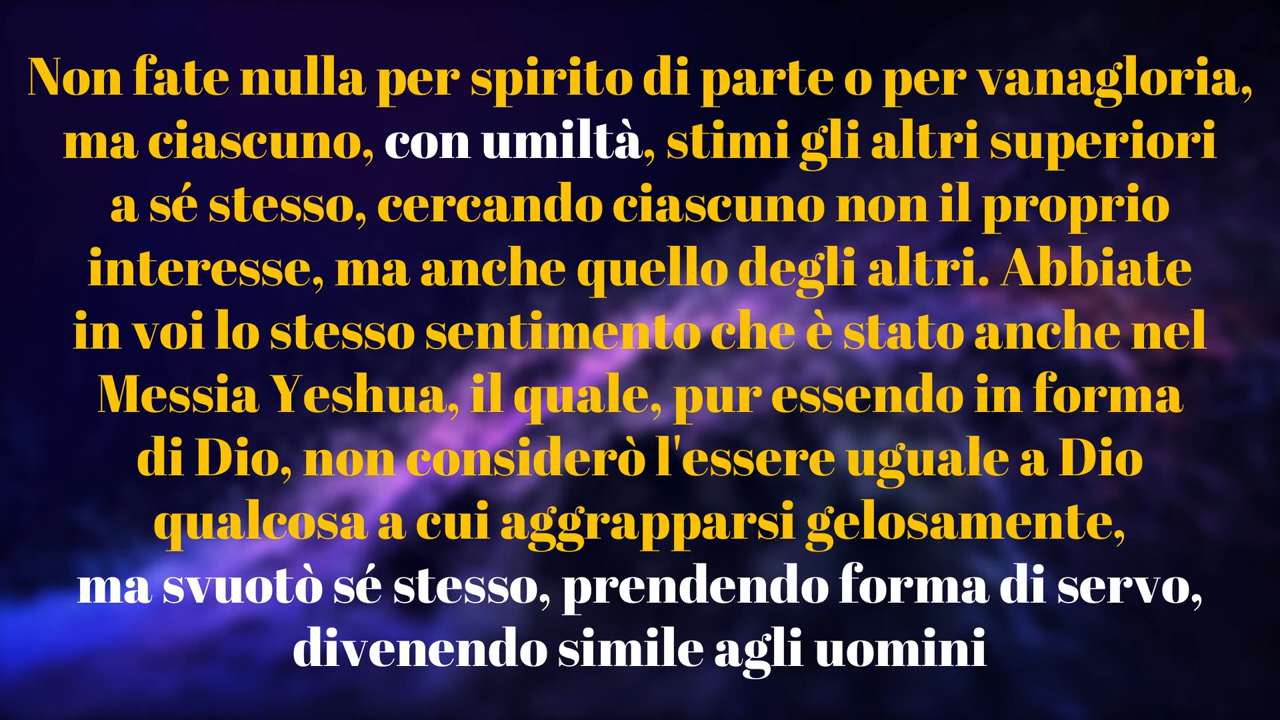 Non fate nulla per spirito di parte o per vanagloria,
ma ciascuno, con umiltà, stimi gli altri superiori
a sé stesso, cercando ciascuno non il proprio
interesse, ma anche quello degli altri. Abbiate
in voi lo stesso sentimento che è stato anche nel
Messia Yeshua, il quale, pur essendo in forma
di Dio, non considerò l'essere uguale a Dio
qualcosa a cui aggrapparsi gelosamente,
ma svuotò sé stesso, prendendo forma di servo,
divenendo simile agli uomini